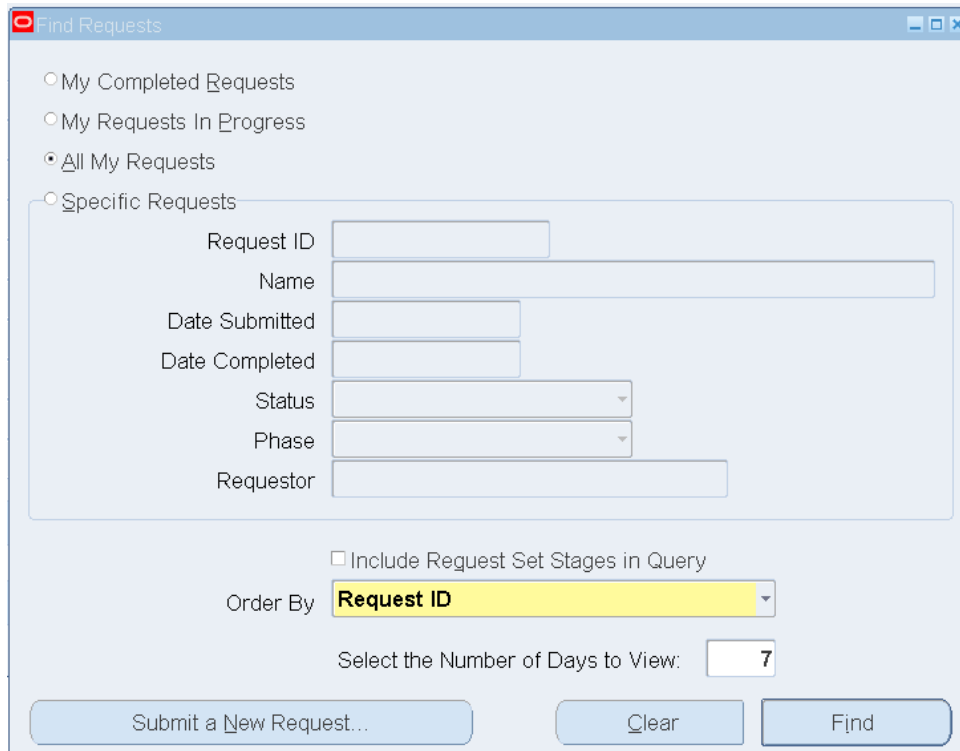 Find Requests
My Completed Requests
My Requests In Progress
All My Requests
Specific Requests
Request ID
Name
Date Submitted
Date Completed
Status
Phase
Requestor
Include Request Set Stages in Query
Order By Request ID
Select the Number of Days to View: 7
Submit a New Request... Clear Find